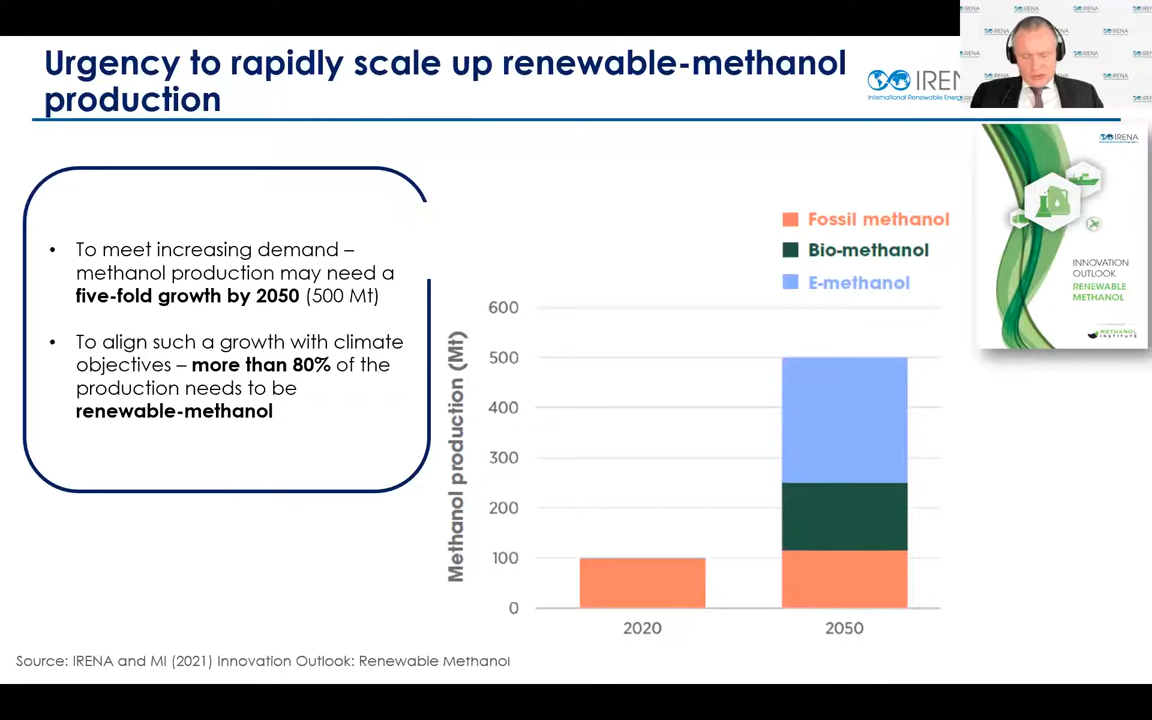 Urgency to rapidly scale up renewable-methanol
production
IREN
International Renewable Energ
• To meet increasing demand –
methanol production may need a
five-fold growth by 2050 (500 Mt)
• To align such a growth with climate
objectives – more than 80% of the
production needs to be
renewable-methanol
Fossil methanol
Bio-methanol
E-methanol
Methanol production (Mt)
600
500
400
300
200
100
0
2020
2050
IRENA
INNOVATION
OUTLOOK
RENEWABLE
METHANOL
METHANOL
INSTITUTE
Source: IRENA and MI (2021) Innovation Outlook: Renewable Methanol